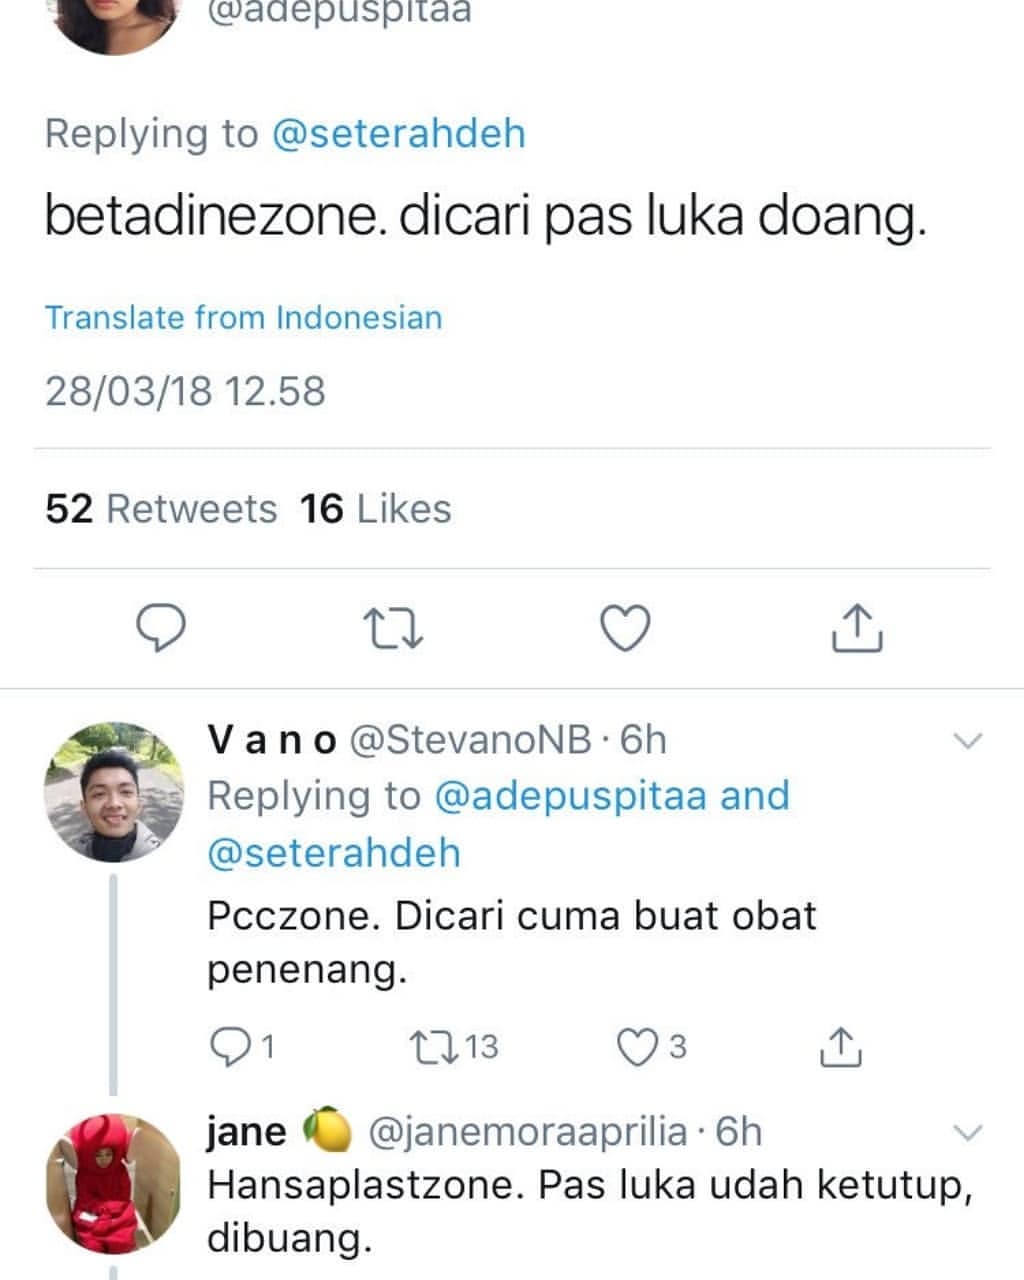 @adepuspitaa
Replying to @seterahdeh
betadinezone. dicari pas luka doang.
Translate from Indonesian
28/03/18 12.58
52 Retweets 16 Likes
V a n o @StevanoNB · 6h
Replying to @adepuspitaa and
@seterahdeh
Pcczone. Dicari cuma buat obat
penenang.
1 13 3
jane 🍋 @janemoraaprilia · 6h
Hansaplastzone. Pas luka udah ketutup,
dibuang.